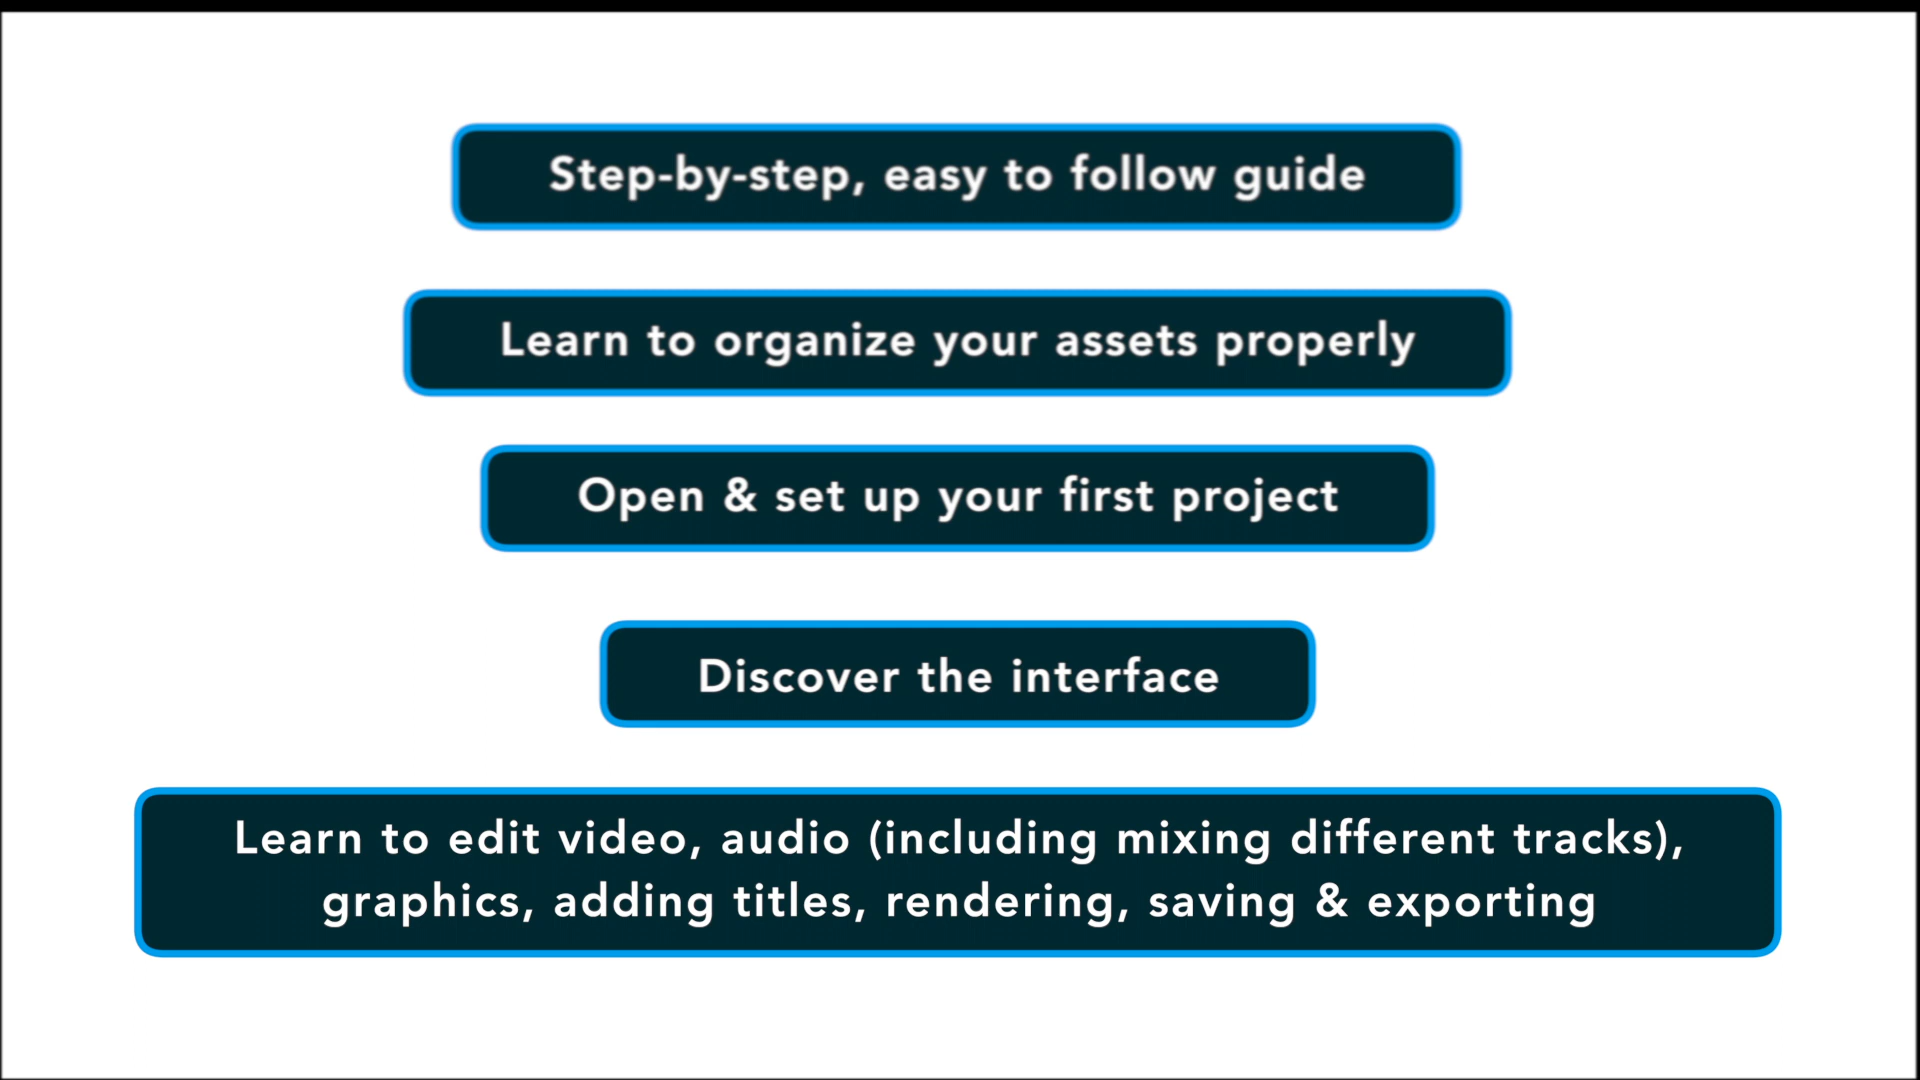 Step-by-step, easy to follow guide
Learn to organize your assets properly
Open & set up your first project
Discover the interface
Learn to edit video, audio (including mixing different tracks),
graphics, adding titles, rendering, saving & exporting